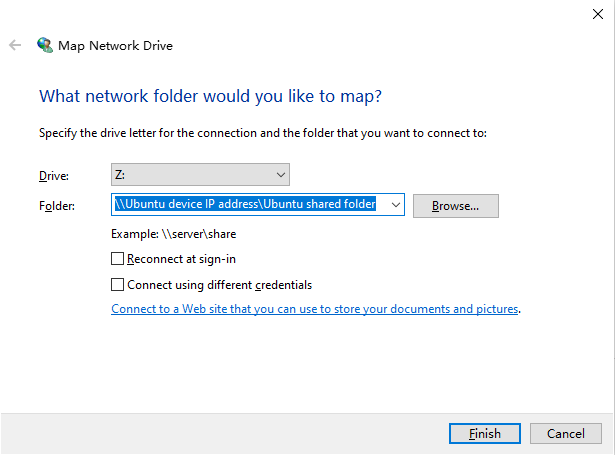 Map Network Drive
What network folder would you like to map?
Specify the drive letter for the connection and the folder that you want to connect to:
Drive: Z:
Folder: \\Ubuntu device IP address\Ubuntu shared folder Browse...
Example: \\server\share
Reconnect at sign-in
Connect using different credentials
Connect to a Web site that you can use to store your documents and pictures.
Finish Cancel